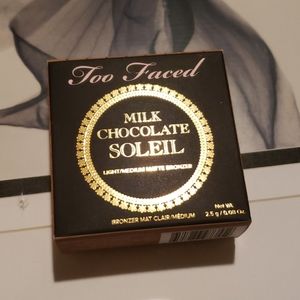 Too Faced
MILK
CHOCOLATE
SOLEIL
LIGHT/MEDIUM MATTE BRONZER
BRONZER MAT CLAIR/MÉDIUM
Net Wt.
2.5 g / 0.08 Oz